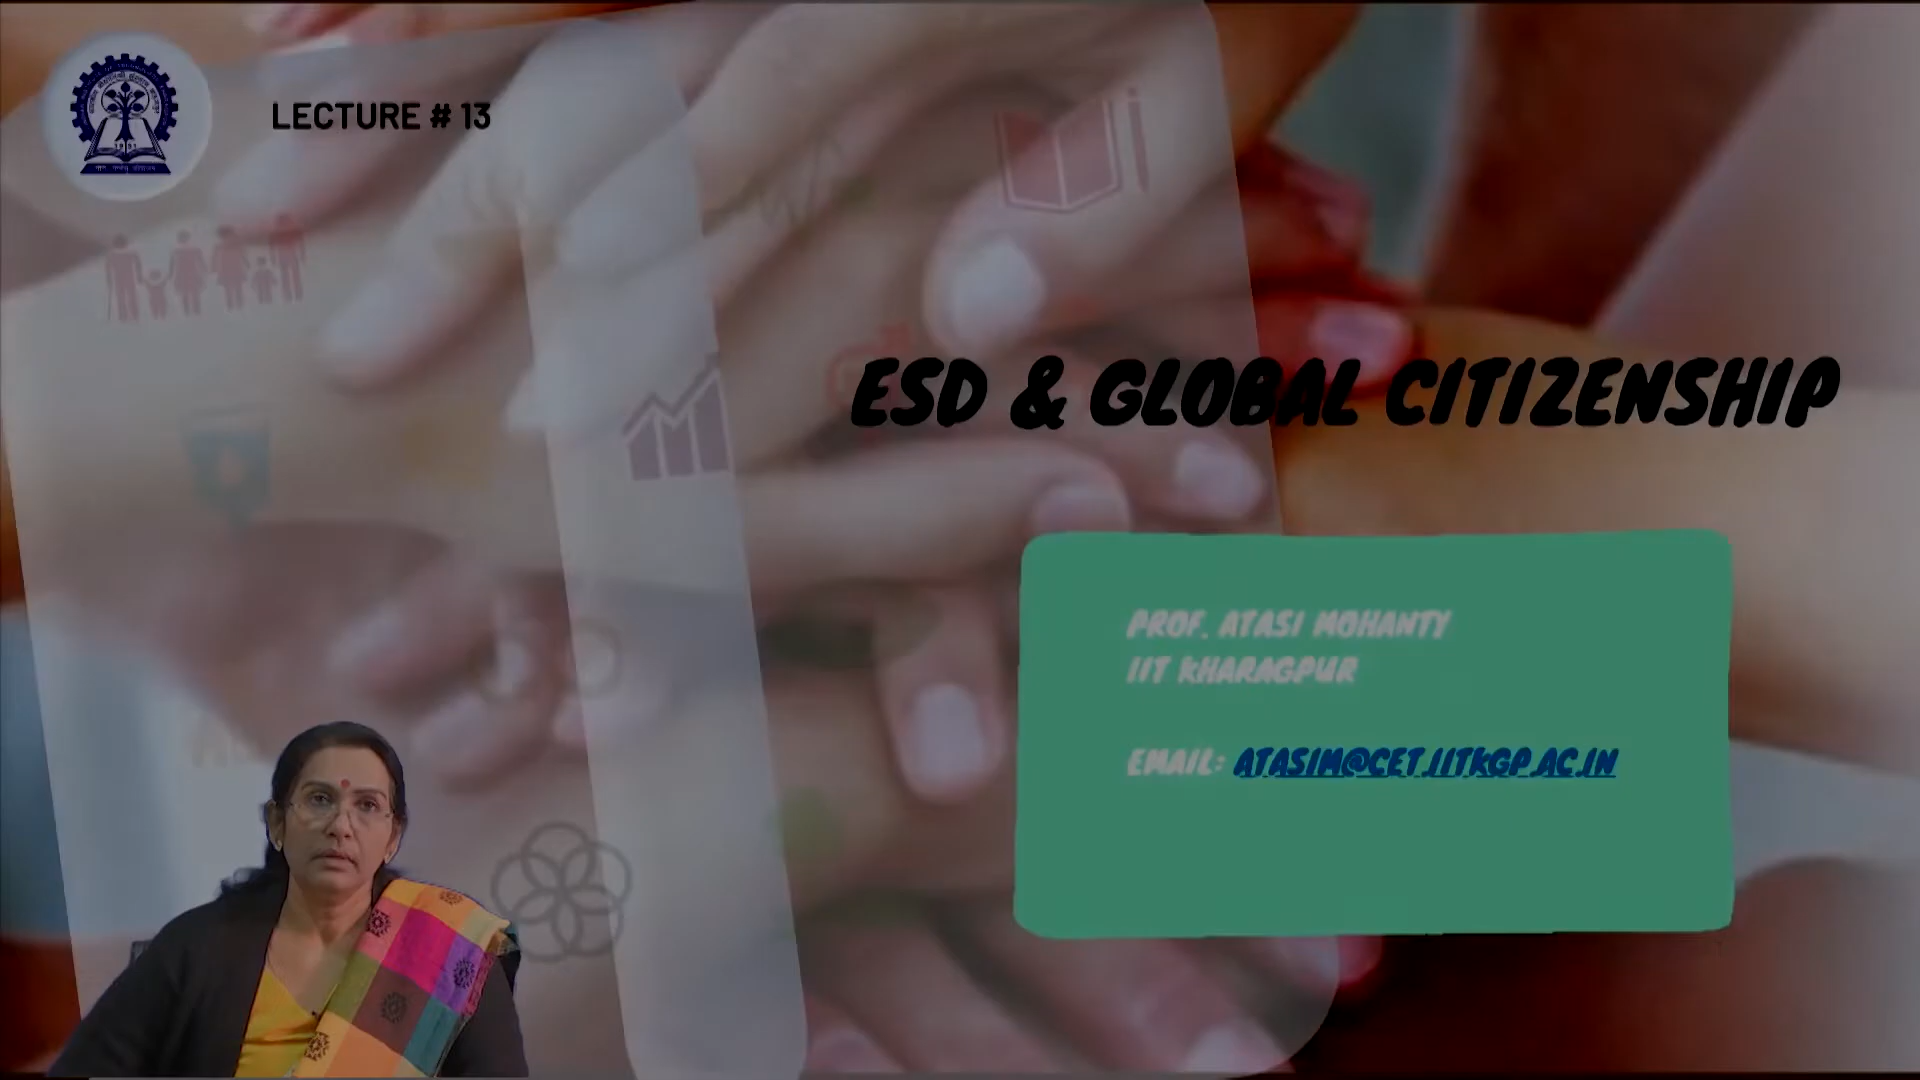 LECTURE # 13
ESD & GLOBAL CITIZENSHIP
PROF. ATASI MOHANTY
IIT KHARAGPUR
EMAIL: ATASIM@CET.IITKGP.AC.IN